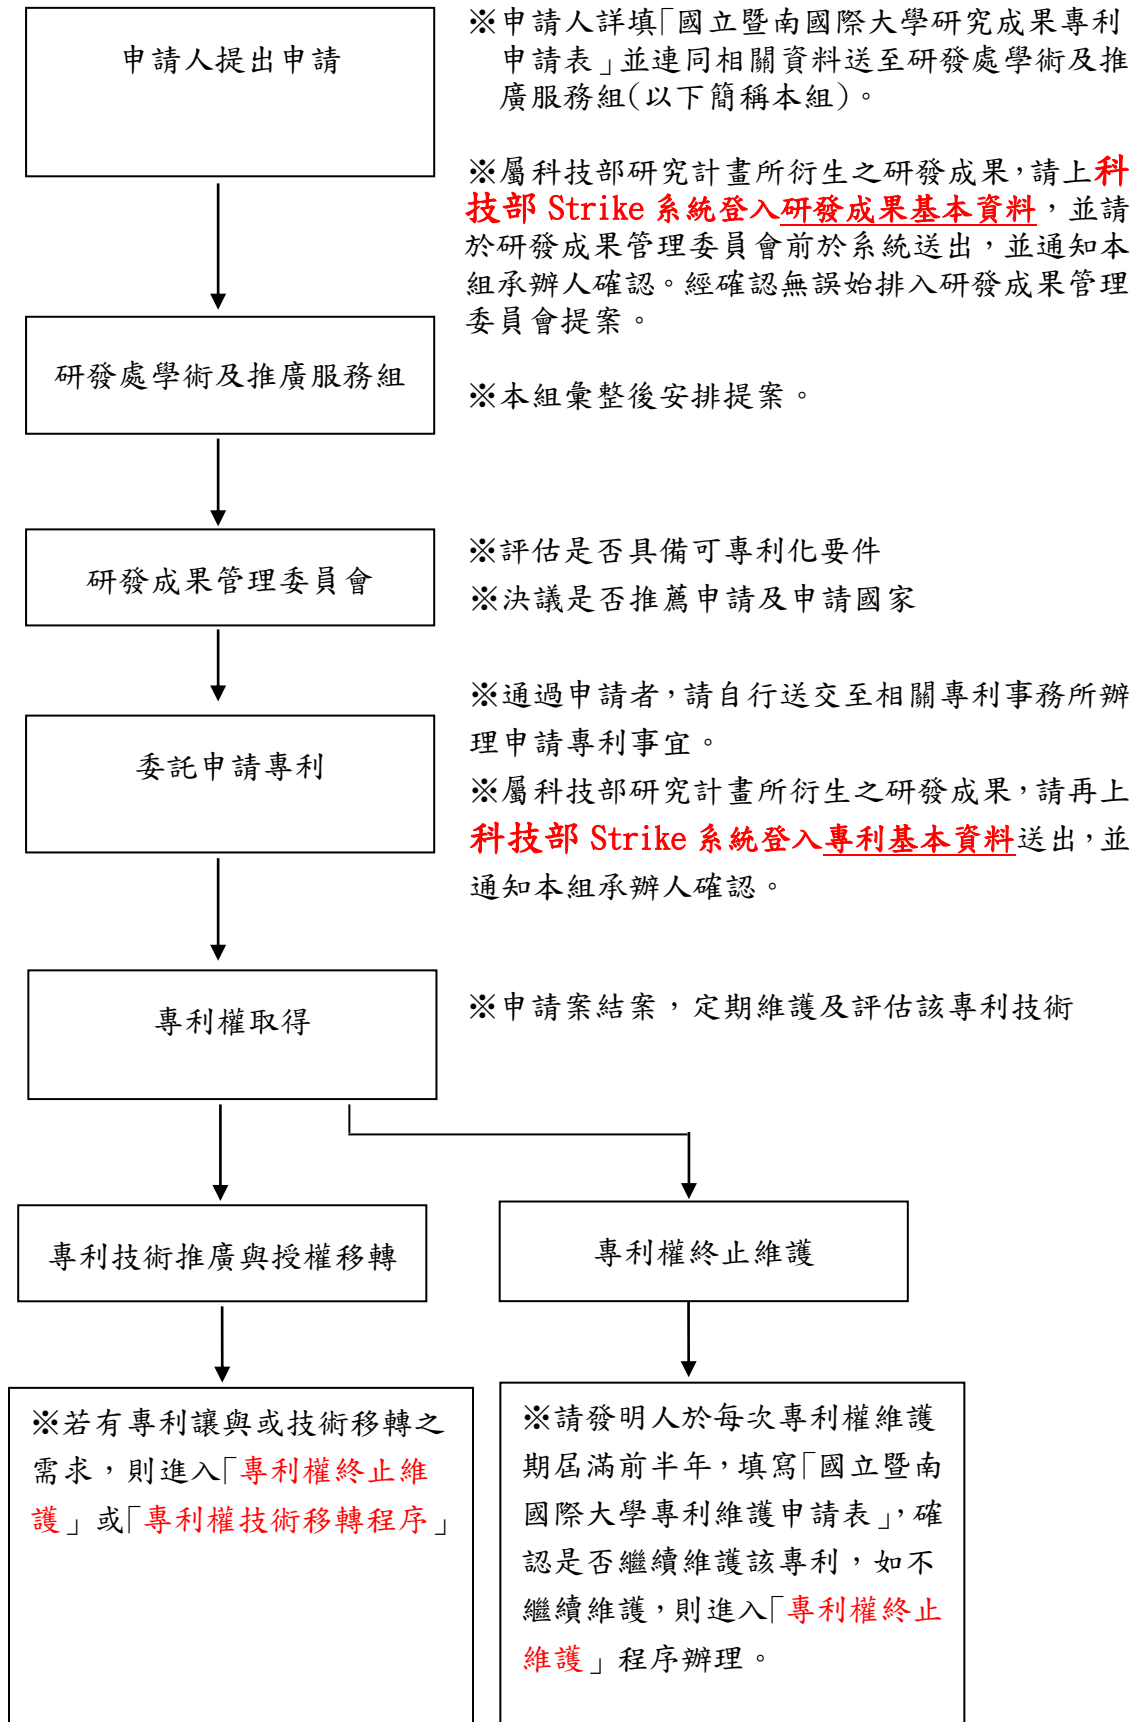 申請人提出申請
※申請人詳填「國立暨南國際大學研究成果專利
申請表」並連同相關資料送至研發處學術及推
廣服務組(以下簡稱本組)。
※屬科技部研究計畫所衍生之研發成果,請上科
技部 Strike 系統登入研發成果基本資料,並請
於研發成果管理委員會前於系統送出,並通知本
組承辦人確認。經確認無誤始排入研發成果管理
委員會提案。
研發處學術及推廣服務組
※本組彙整後安排提案。
研發成果管理委員會
※評估是否具備可專利化要件
※決議是否推薦申請及申請國家
委託申請專利
※通過申請者,請自行送交至相關專利事務所辦
理申請專利事宜。
※屬科技部研究計畫所衍生之研發成果,請再上
科技部 Strike 系統登入專利基本資料送出,並
通知本組承辦人確認。
專利權取得
※申請案結案,定期維護及評估該專利技術
專利技術推廣與授權移轉
專利權終止維護
※若有專利讓與或技術移轉之
需求,則進入「專利權終止維
護」或「專利權技術移轉程序」
※請發明人於每次專利權維護
期屆滿前半年,填寫「國立暨南
國際大學專利維護申請表」,確
認是否繼續維護該專利,如不
繼續維護,則進入「專利權終止
維護」程序辦理。